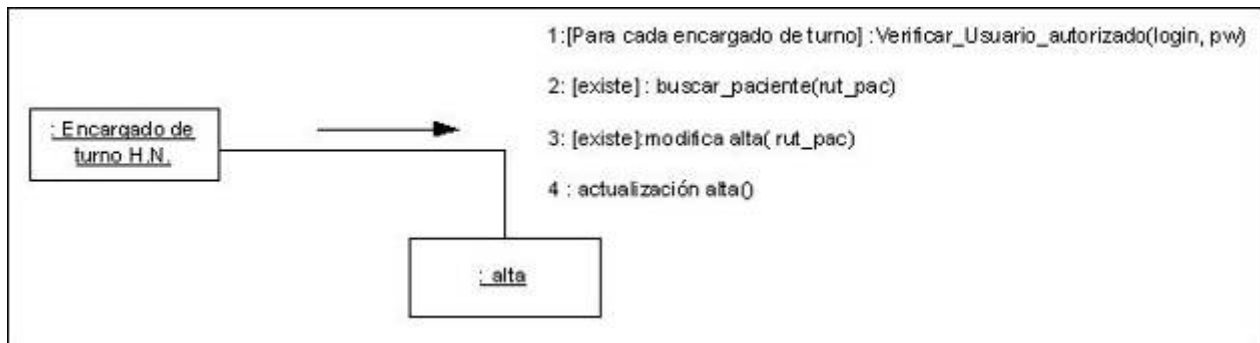 1:[Para cada encargado de turno] :Verificar_Usuario_autorizado(login, pw)
2: [existe] : buscar_paciente(rut_pac)
3: [existe]:modifica alta( rut_pac)
4 : actualización alta()
: Encargado de
turno H.N.
: alta